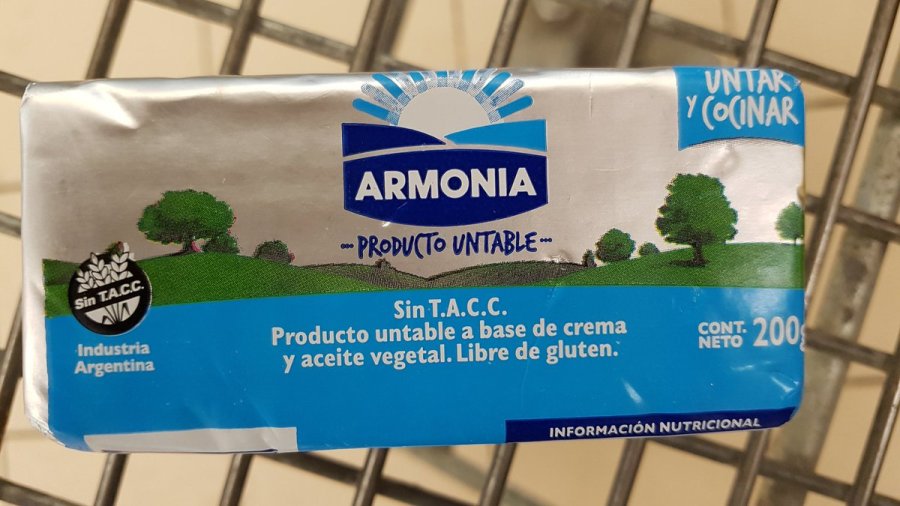 UNTAR
Y COCINAR
ARMONIA
PRODUCTO UNTABLE
Sin T.A.C.C.
Industria
Argentina
Sin T.A.C.C.
Producto untable a base de crema
y aceite vegetal. Libre de gluten.
CONT.
NETO 200g
INFORMACIÓN NUTRICIONAL